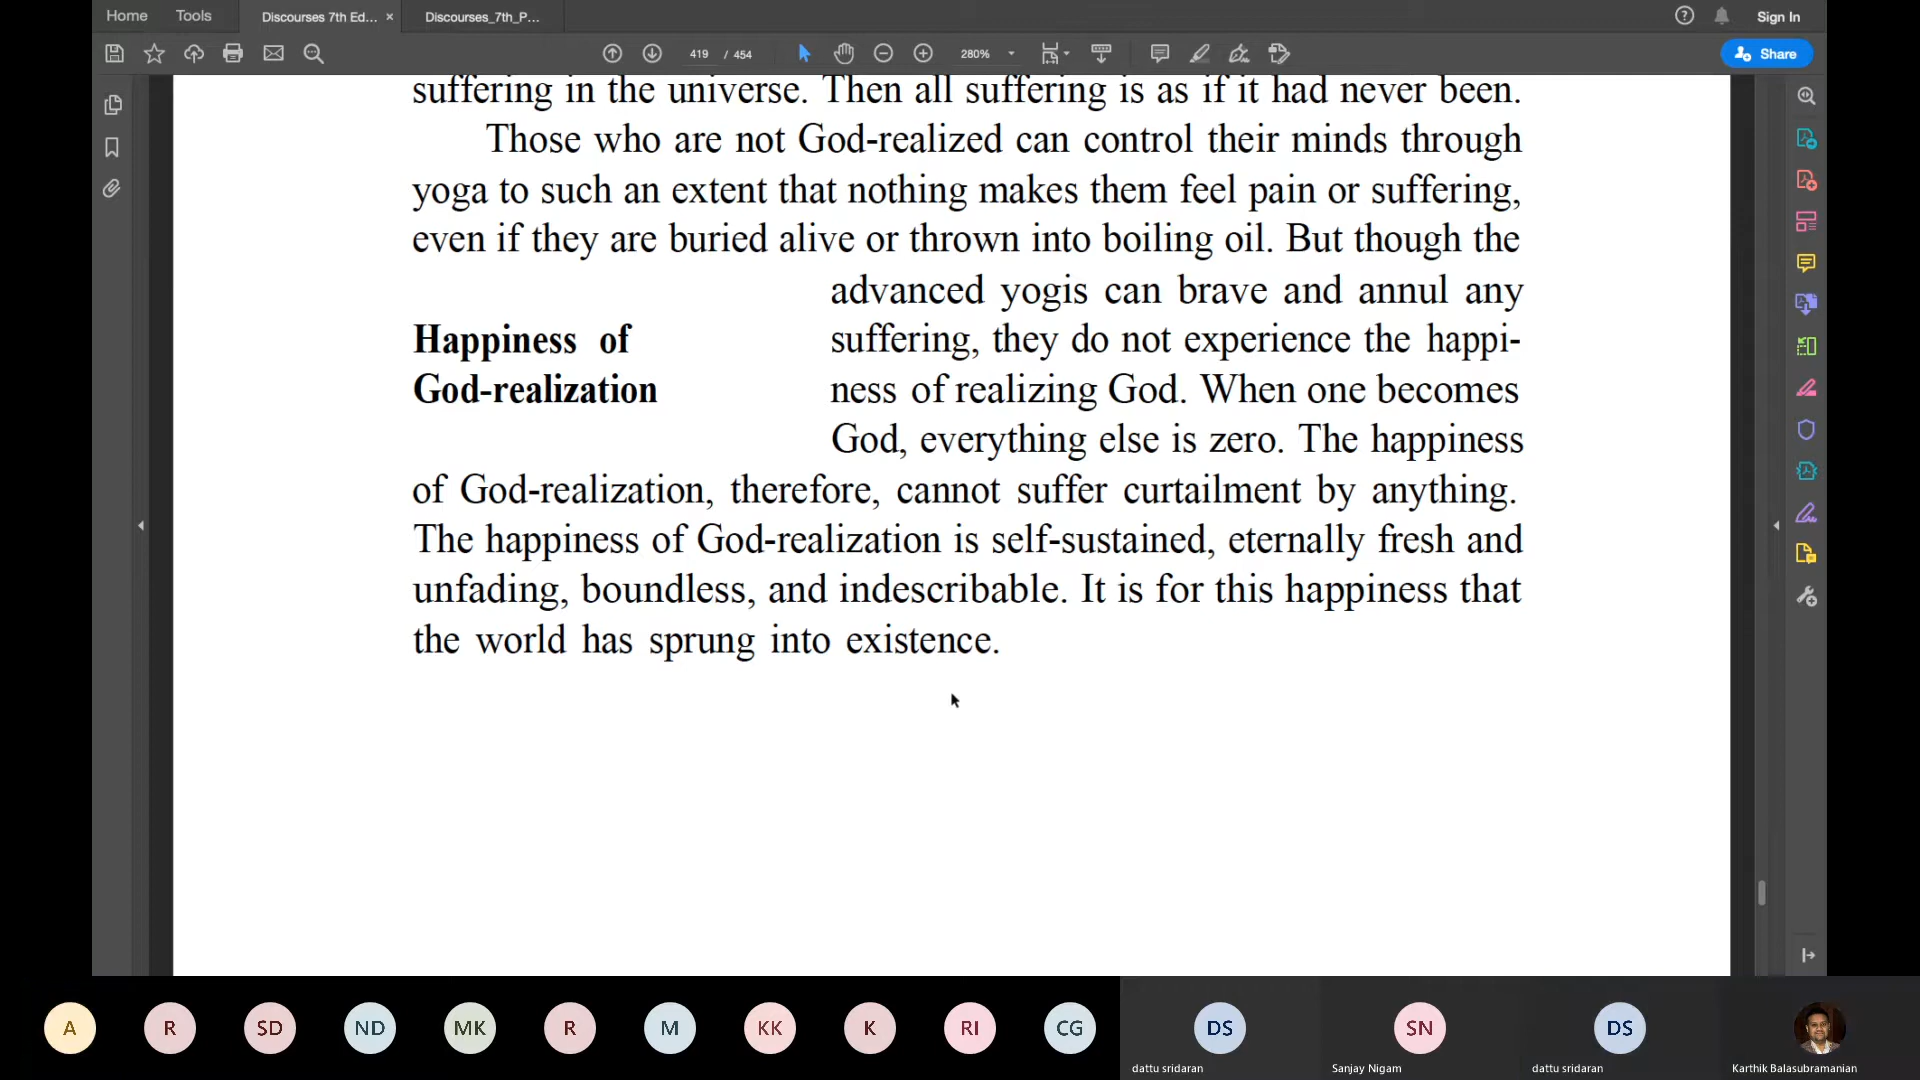 Home Tools Discourses 7th Ed... × Discourses_7th_P... Sign In
419 / 454 280% Share
suffering in the universe. Then all suffering is as if it had never been.
Those who are not God-realized can control their minds through
yoga to such an extent that nothing makes them feel pain or suffering,
even if they are buried alive or thrown into boiling oil. But though the
advanced yogis can brave and annul any
suffering, they do not experience the happi-
ness of realizing God. When one becomes
God, everything else is zero. The happiness
Happiness of
God-realization
of God-realization, therefore, cannot suffer curtailment by anything.
The happiness of God-realization is self-sustained, eternally fresh and
unfading, boundless, and indescribable. It is for this happiness that
the world has sprung into existence.
A R SD ND MK R M KK K RI CG DS SN DS
dattu sridaran Sanjay Nigam dattu sridaran Karthik Balasubramanian